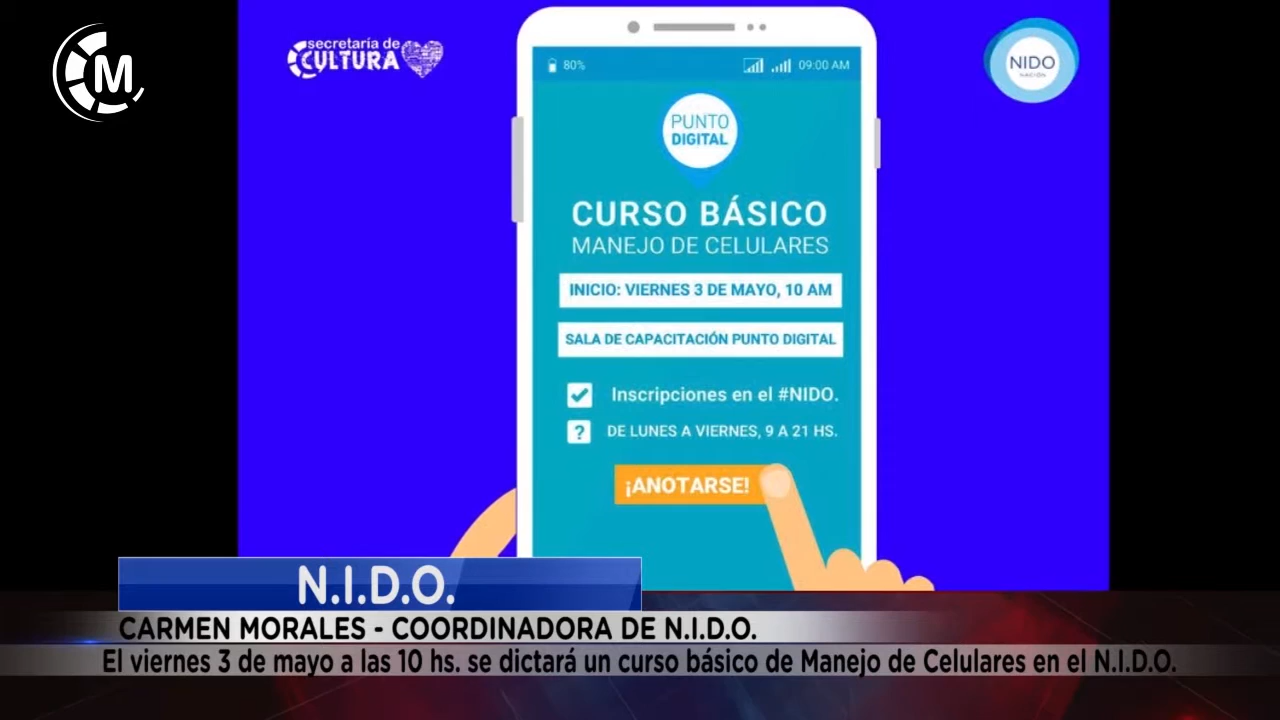 M
secretaría de
CULTURA
NIDO
NACIÓN
80%
09:00 AM
PUNTO
DIGITAL
CURSO BÁSICO
MANEJO DE CELULARES
INICIO: VIERNES 3 DE MAYO, 10 AM
SALA DE CAPACITACIÓN PUNTO DIGITAL
Inscripciones en el #NIDO.
?
DE LUNES A VIERNES, 9 A 21 HS.
¡ANOTARSE!
N.I.D.O.
CARMEN MORALES - COORDINADORA DE N.I.D.O.
El viernes 3 de mayo a las 10 hs. se dictará un curso básico de Manejo de Celulares en el N.I.D.O.